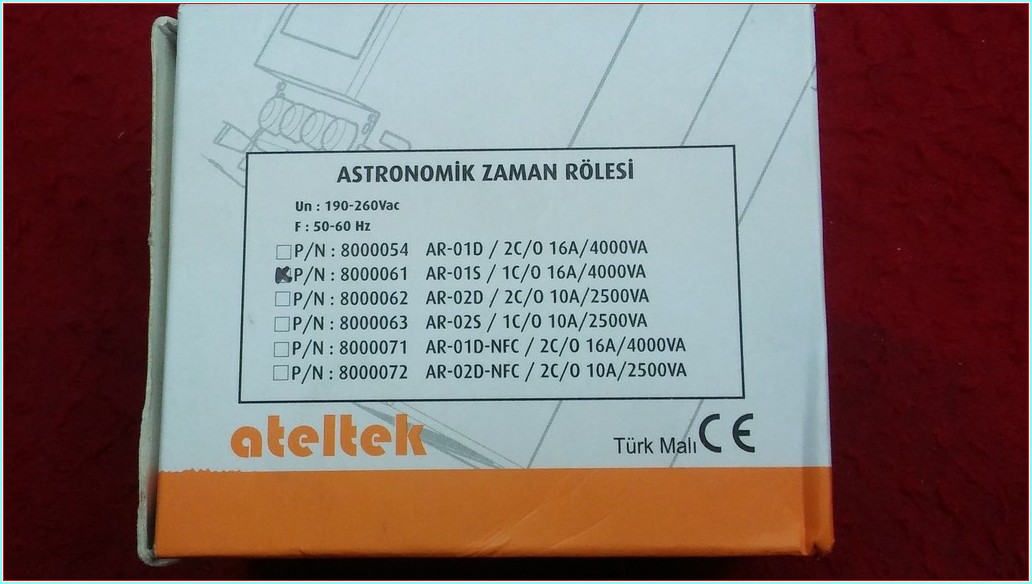 ASTRONOMİK ZAMAN RÖLESİ
Un : 190-260Vac
F : 50-60 Hz
P/N : 8000054 AR-01D / 2C/O 16A/4000VA
P/N : 8000061 AR-01S / 1C/O 16A/4000VA
P/N : 8000062 AR-02D / 2C/O 10A/2500VA
P/N : 8000063 AR-02S / 1C/O 10A/2500VA
P/N : 8000071 AR-01D-NFC / 2C/O 16A/4000VA
P/N : 8000072 AR-02D-NFC / 2C/O 10A/2500VA
ateltek
Türk Malı CE